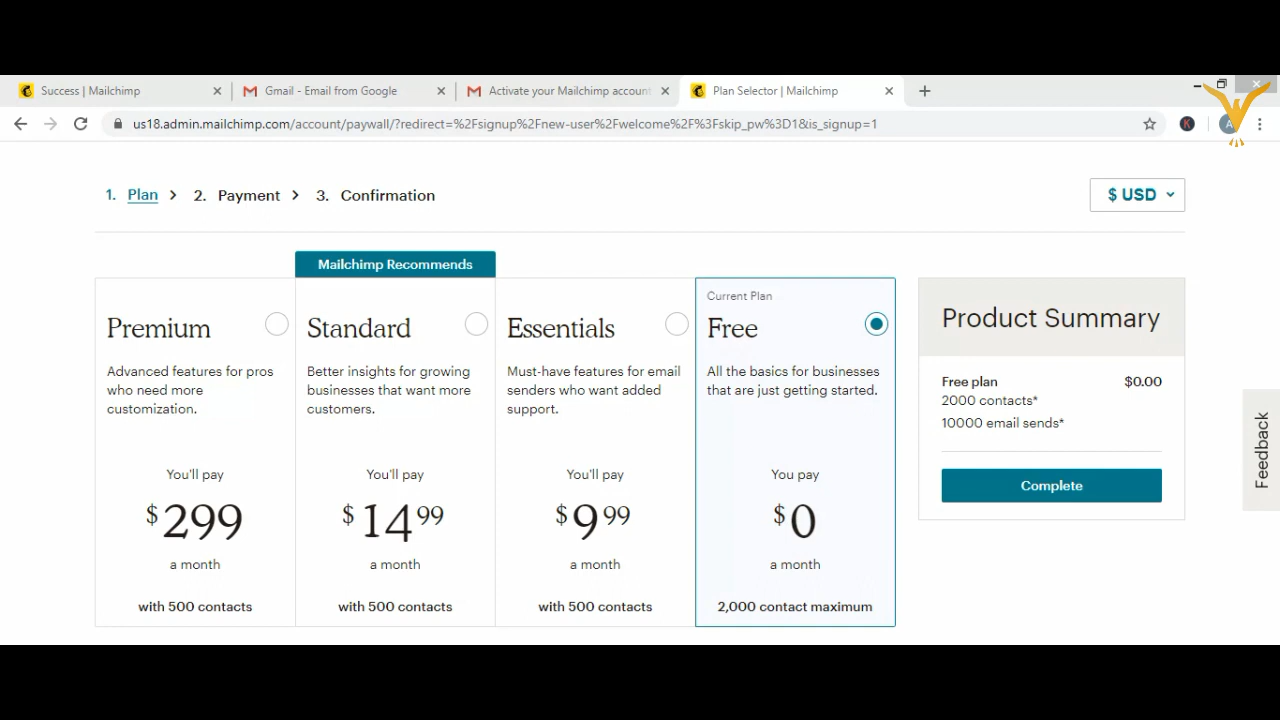 Success | Mailchimp
Gmail - Email from Google
Activate your Mailchimp accoun
Plan Selector | Mailchimp
us18.admin.mailchimp.com/account/paywall/?redirect=%2Fsignup%2Fnew-user%2Fwelcome%2F%3Fskip_pw%3D1&is_signup=1
K
A
1. Plan > 2. Payment > 3. Confirmation
$ USD
Mailchimp Recommends
Premium
Advanced features for pros
who need more
customization.
You'll pay
$299
a month
with 500 contacts
Standard
Better insights for growing
businesses that want more
customers.
You'll pay
$14 99
a month
with 500 contacts
Essentials
Must-have features for email
senders who want added
support.
You'll pay
$9 99
a month
with 500 contacts
Current Plan
Free
All the basics for businesses
that are just getting started.
You pay
$0
a month
2,000 contact maximum
Product Summary
Free plan $0.00
2000 contacts*
10000 email sends*
Complete
Feedback